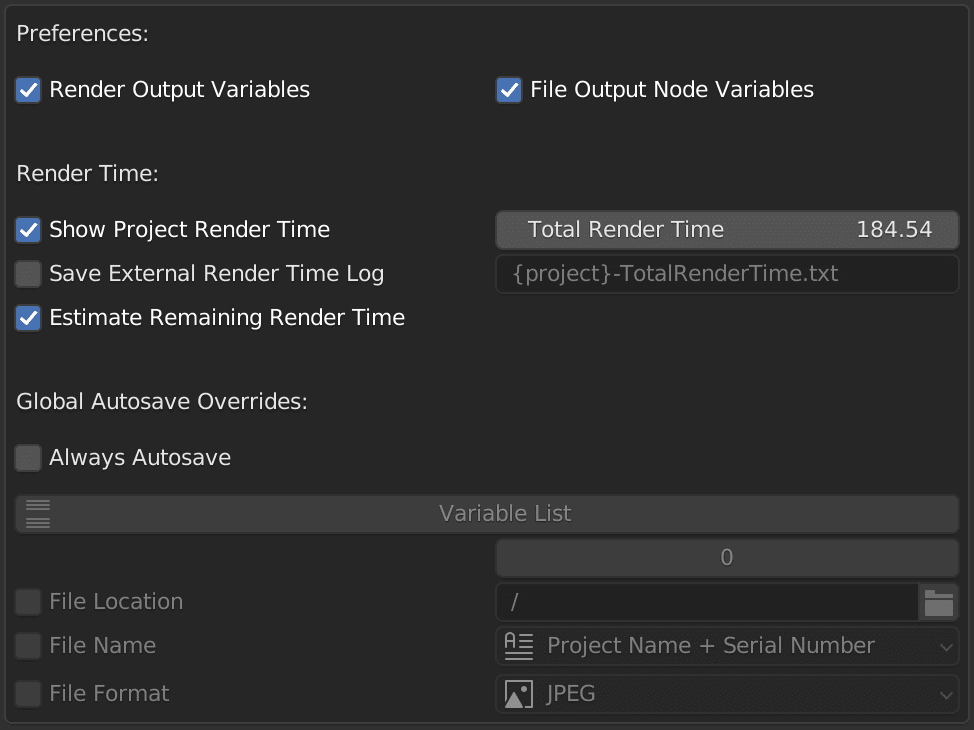 Preferences:
Render Output Variables
File Output Node Variables
Render Time:
Show Project Render Time
Total Render Time 184.54
Save External Render Time Log
{project}-TotalRenderTime.txt
Estimate Remaining Render Time
Global Autosave Overrides:
Always Autosave
Variable List
0
File Location
/
File Name
Project Name + Serial Number
File Format
JPEG